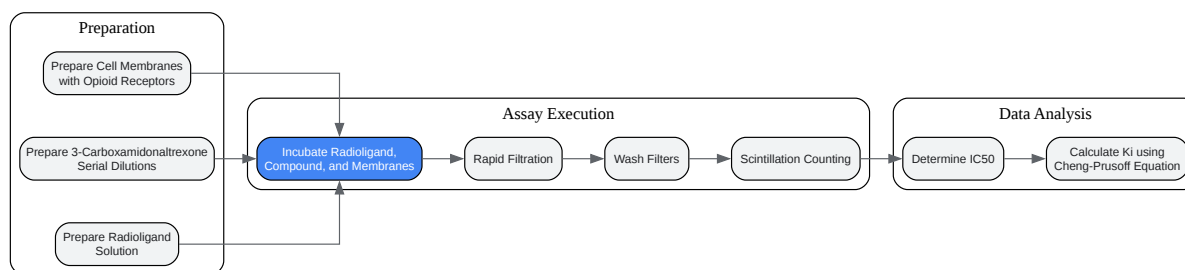 Preparation
Prepare Cell Membranes
with Opioid Receptors
Prepare 3-Carboxamidonaltrexone
Serial Dilutions
Prepare Radioligand
Solution
Assay Execution
Incubate Radioligand,
Compound, and Membranes
Rapid Filtration
Wash Filters
Scintillation Counting
Data Analysis
Determine IC50
Calculate Ki using
Cheng-Prusoff Equation